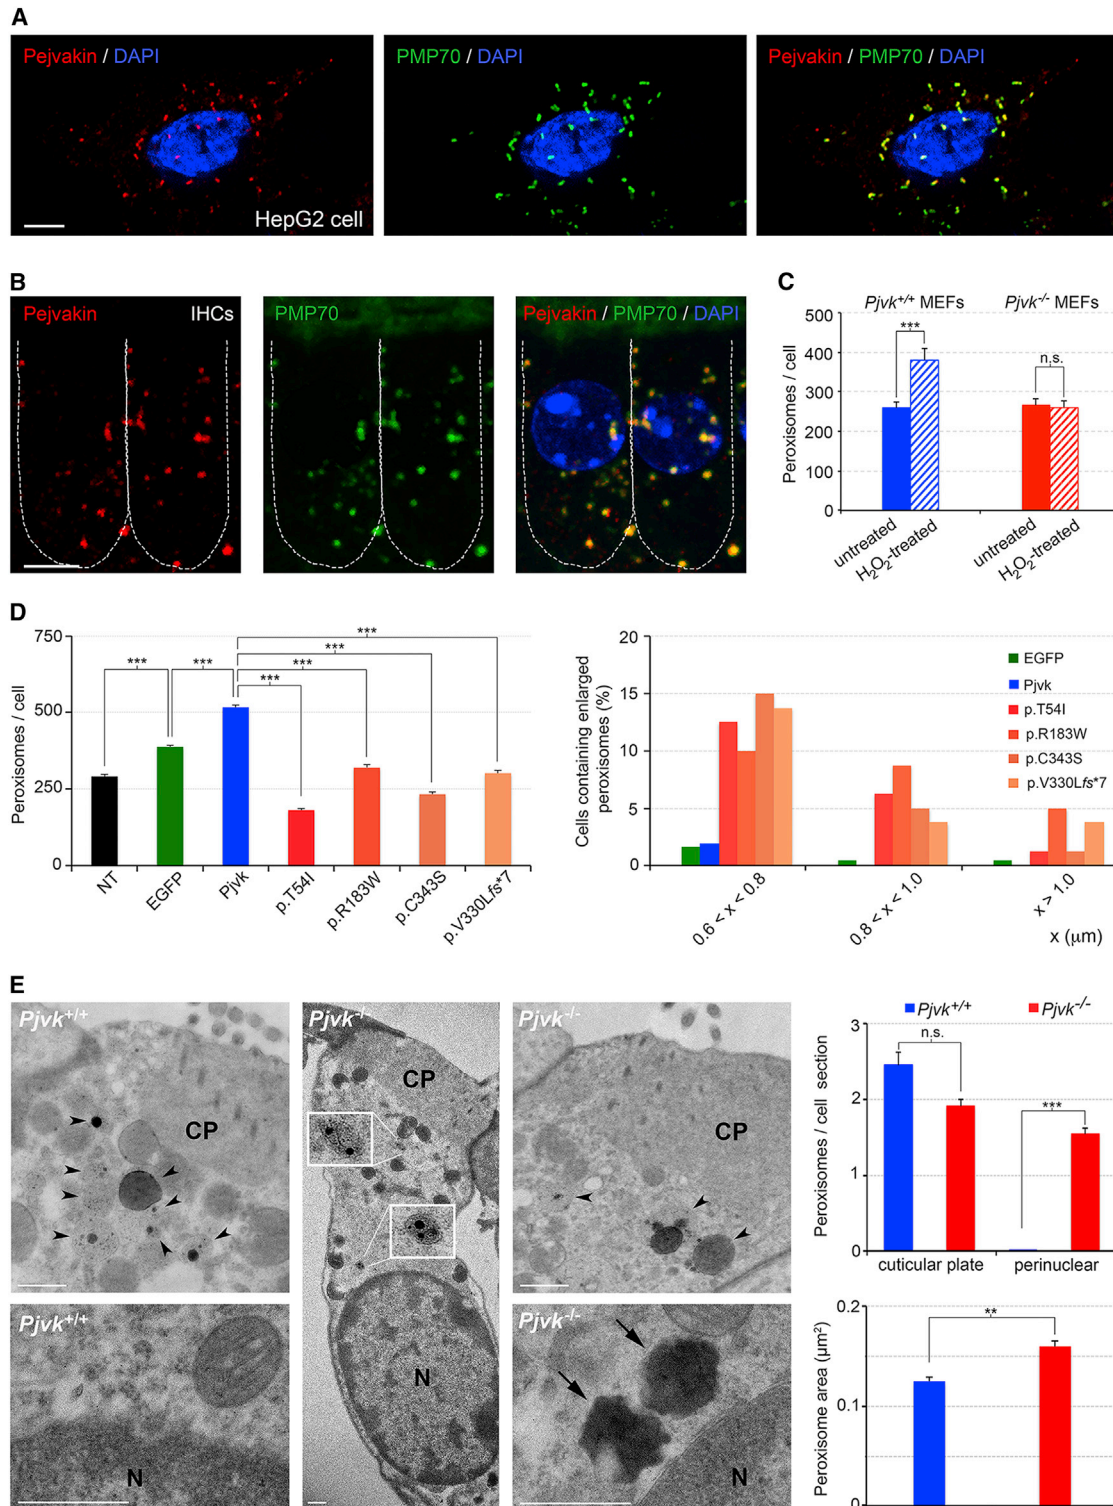 A
Pejvakin / DAPI
HepG2 cell
PMP70 / DAPI
Pejvakin / PMP70 / DAPI
B
Pejvakin
IHCs
PMP70
Pejvakin / PMP70 / DAPI
C
Pjvk+/+ MEFs
Pjvk-/- MEFs
Peroxisomes / cell
500
400
300
200
100
0
***
n.s.
untreated
H2O2-treated
untreated
H2O2-treated
D
Peroxisomes / cell
750
500
250
0
***
***
***
***
***
***
NT
EGFP
Pjvk
p.T54I
p.R183W
p.C343S
p.V330Lfs*7
Cells containing enlarged
peroxisomes (%)
20
15
10
5
0
EGFP
Pjvk
p.T54I
p.R183W
p.C343S
p.V330Lfs*7
0.6 < x < 0.8
0.8 < x < 1.0
x > 1.0
x (µm)
E
Pjvk+/+
CP
Pjvk-/-
CP
N
Pjvk-/-
CP
Pjvk+/+
N
Pjvk-/-
N
Pjvk+/+
Pjvk-/-
Peroxisomes / cell section
3
2
1
0
n.s.
***
cuticular plate
perinuclear
Peroxisome area (µm2)
0.2
0.1
0
**